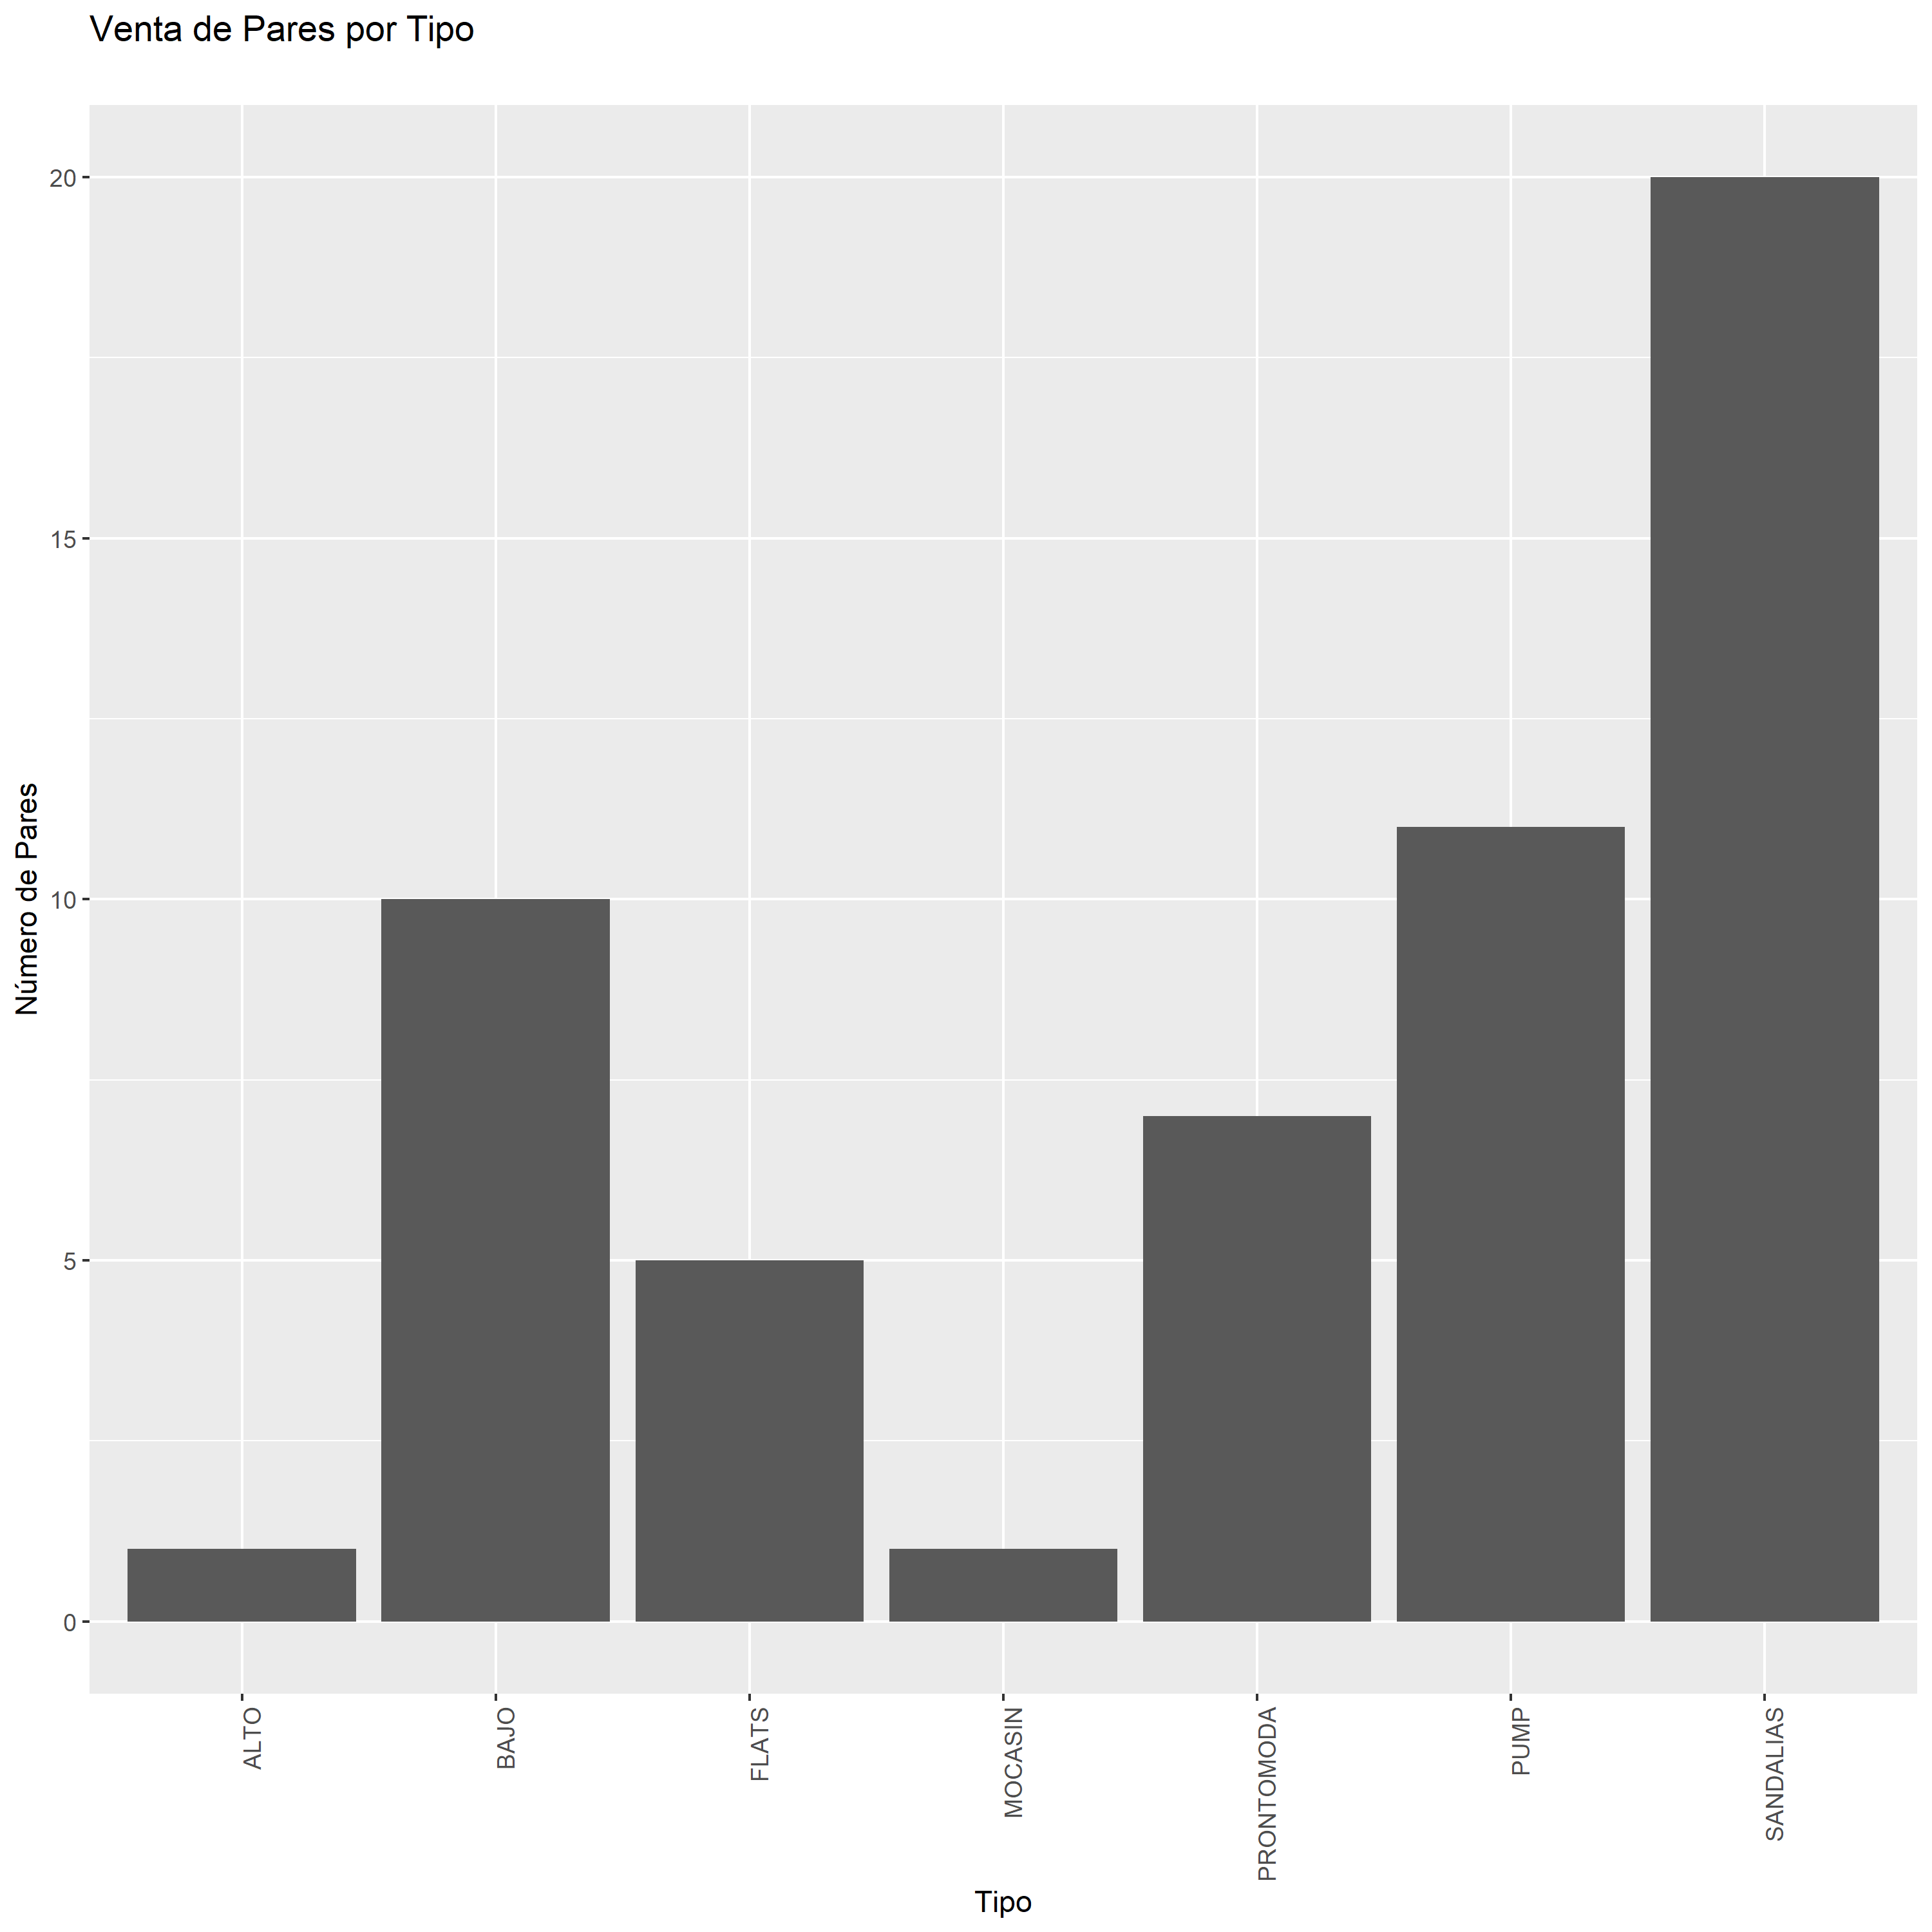 Venta de Pares por Tipo
Número de Pares
20
15
10
5
0
ALTO
BAJO
FLATS
MOCASIN
PRONTOMODA
PUMP
SANDALIAS
Tipo